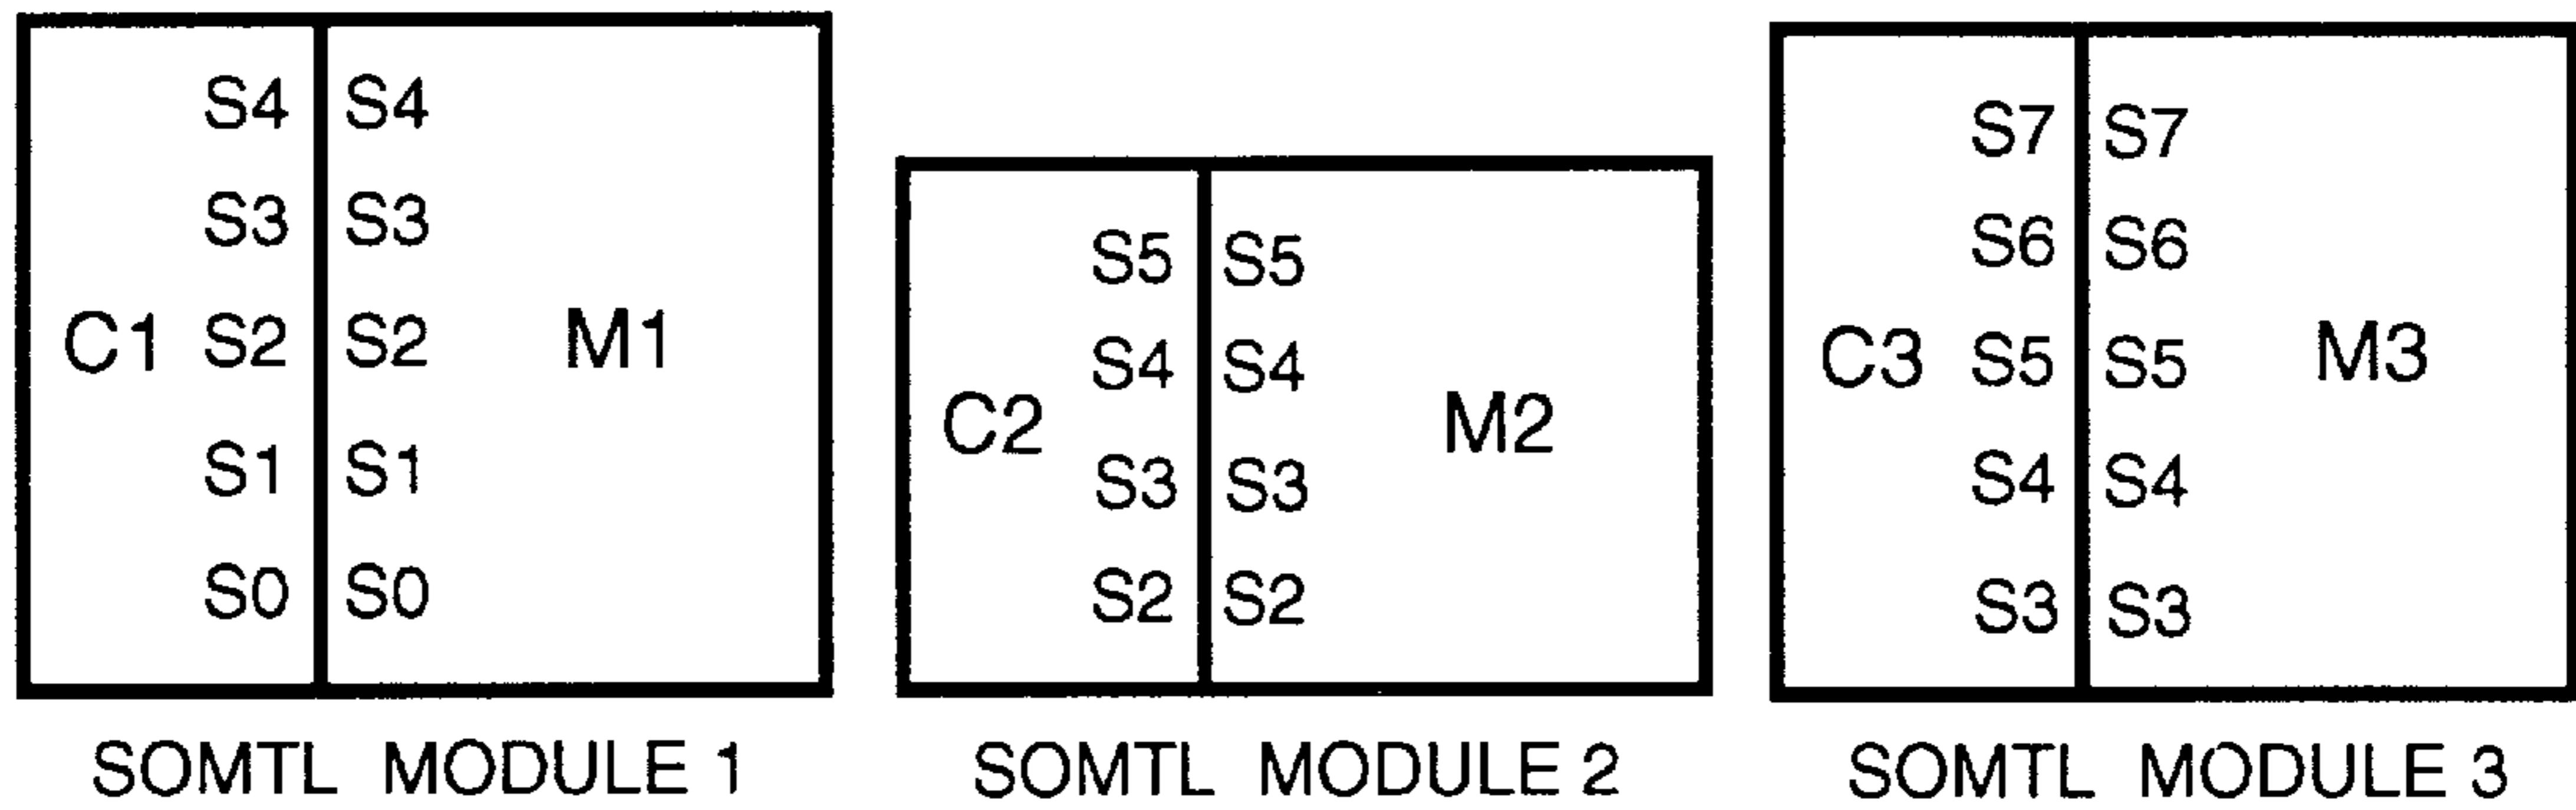 S4 S4
S3 S3
C1 S2 S2 M1
S1 S1
S0 S0
SOMTL MODULE 1
S5 S5
S4 S4
C2 M2
S3 S3
S2 S2
SOMTL MODULE 2
S7 S7
S6 S6
C3 S5 S5 M3
S4 S4
S3 S3
SOMTL MODULE 3